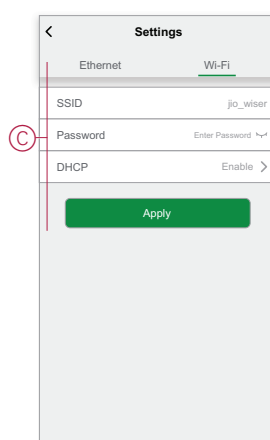 Settings
Ethernet Wi-Fi
SSID jio_wiser
Password Enter Password
DHCP Enable
Apply
C